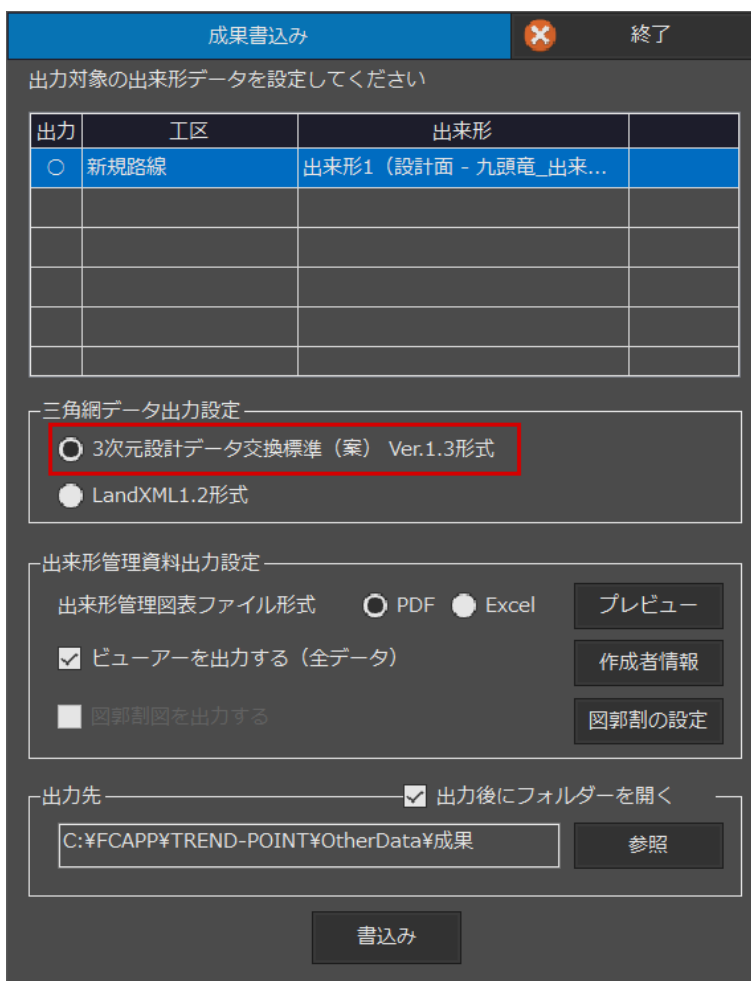 成果書込み 終了
出力対象の出来形データを設定してください
出力 工区 出来形
○ 新規路線 出来形1（設計面 - 九頭竜_出来...
三角網データ出力設定
3次元設計データ交換標準（案） Ver.1.3形式
LandXML1.2形式
出来形管理資料出力設定
出来形管理図表ファイル形式 PDF Excel プレビュー
ビューアーを出力する（全データ） 作成者情報
図郭割図を出力する 図郭割の設定
出力先 出力後にフォルダーを開く
C:¥FCAPP¥TREND-POINT¥OtherData¥成果 参照
書込み